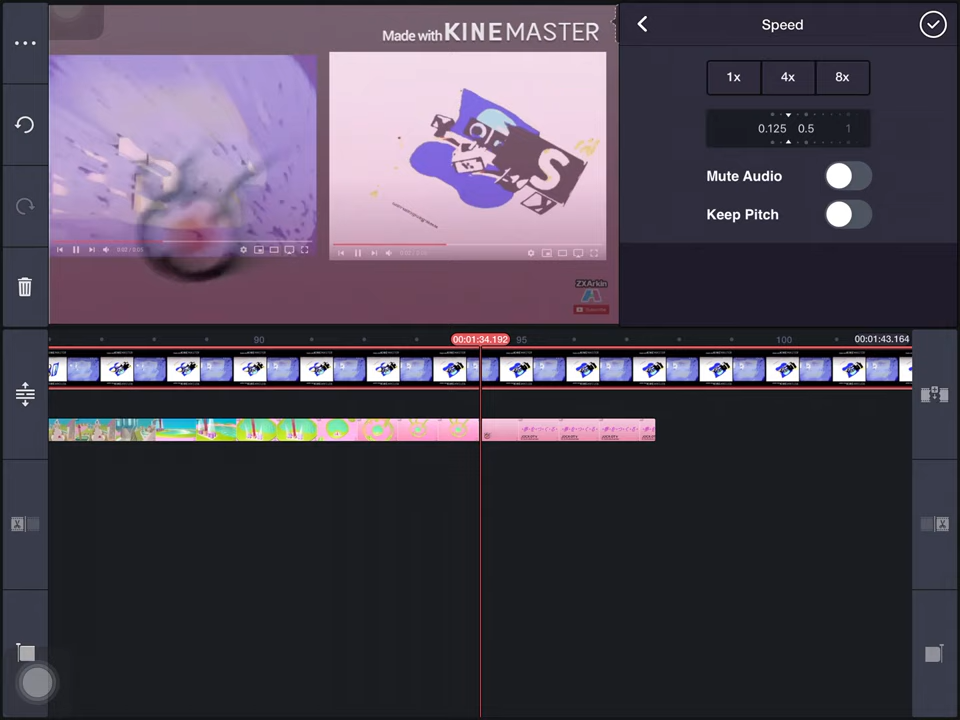 Made with KINEMASTER
Speed
1x 4x 8x
0.125 0.5 1
Mute Audio
Keep Pitch
S
ZXArkin
Subscribe
90
00:01:34.192
95
100
00:01:43.164